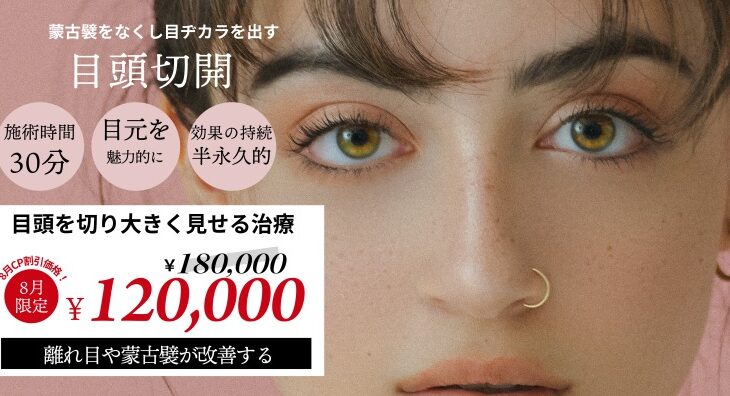 蒙古襞をなくし目ヂカラを出す
目頭切開
施術時間
30分
目元を
魅力的に
効果の持続
半永久的
目頭を切り大きく見せる治療
¥180,000
8月CP割引価格！
8月
限定
¥120,000
離れ目や蒙古襞が改善する